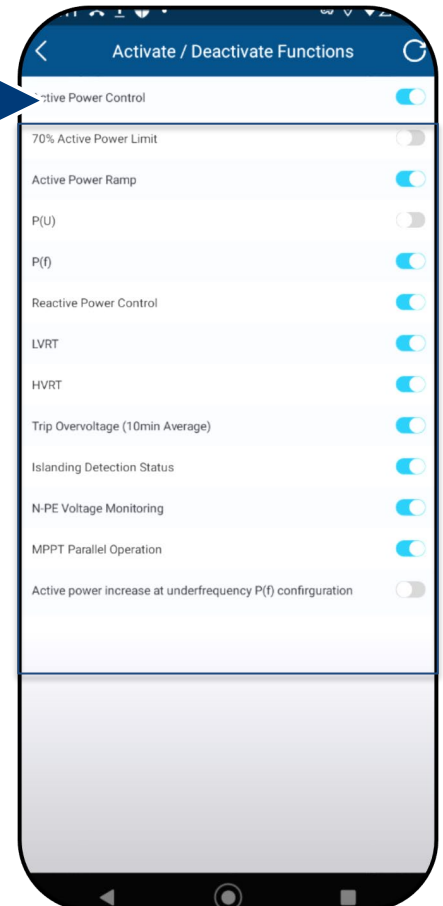 Activate / Deactivate Functions
ctive Power Control
70% Active Power Limit
Active Power Ramp
P(U)
P(f)
Reactive Power Control
LVRT
HVRT
Trip Overvoltage (10min Average)
Islanding Detection Status
N-PE Voltage Monitoring
MPPT Parallel Operation
Active power increase at underfrequency P(f) confirguration